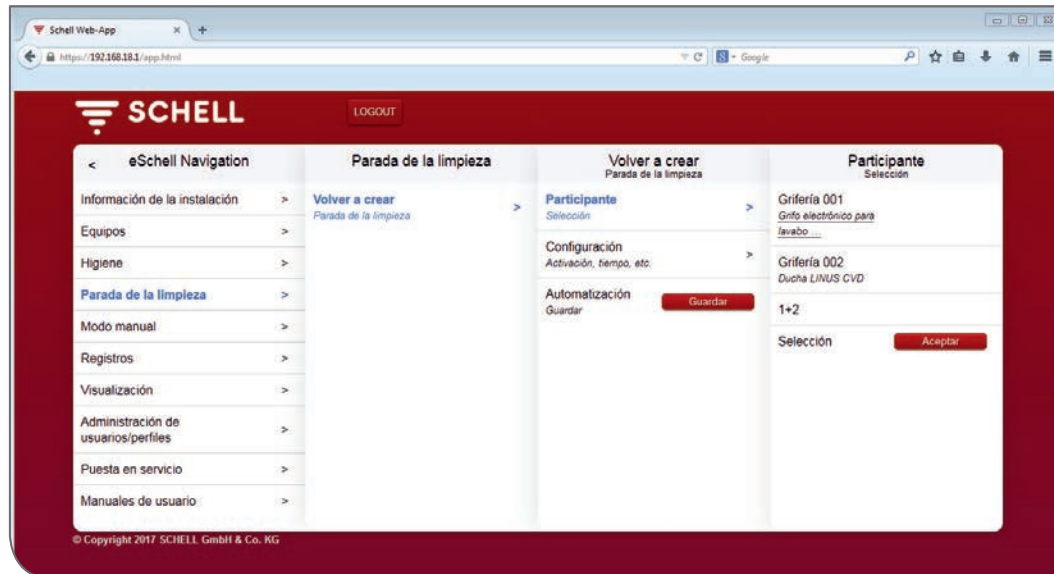 Schell Web-App
https://192.168.18.1/app.html
Google
SCHELL
LOGOUT
< eSchell Navigation
Información de la instalación >
Equipos >
Higiene >
Parada de la limpieza >
Modo manual >
Registros >
Visualización >
Administración de
usuarios/perfiles >
Puesta en servicio >
Manuales de usuario >
Parada de la limpieza
Volver a crear >
Parada de la limpieza
Volver a crear
Parada de la limpieza
Participante >
Selección
Configuración >
Activación, tiempo, etc.
Automatización
Guardar
Guardar
Participante
Selección
Grifería 001
Grifo electrónico para
lavabo ...
Grifería 002
Ducha LINUS CVD
1+2
Selección
Aceptar
© Copyright 2017 SCHELL GmbH & Co. KG